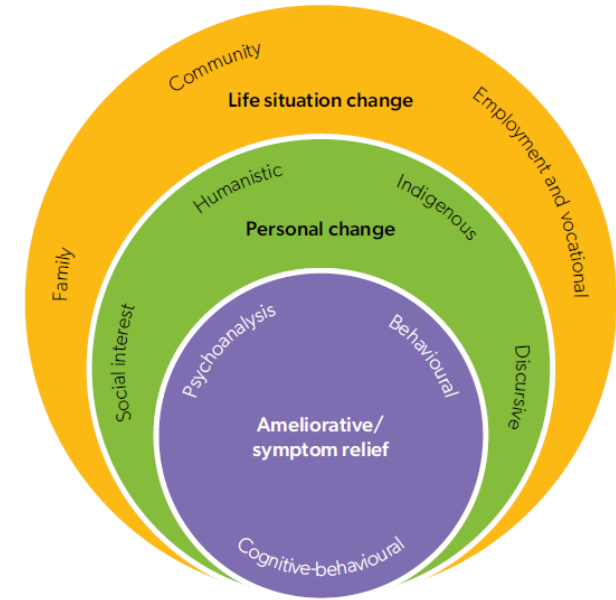 Community
Life situation change
Employment and vocational
Family
Humanistic
Indigenous
Personal change
Social interest
Discursive
Psychoanalysis
Behavioural
Ameliorative/
symptom relief
Cognitive-behavioural